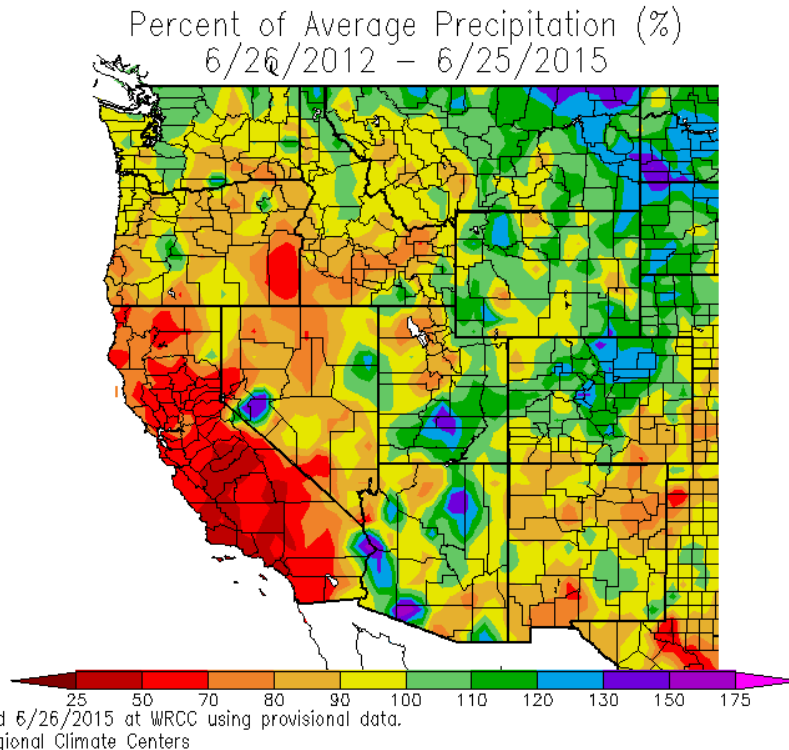 Percent of Average Precipitation (%)
6/26/2012 – 6/25/2015
25 50 70 80 90 100 110 120 130 150 175
d 6/26/2015 at WRCC using provisional data.
gional Climate Centers